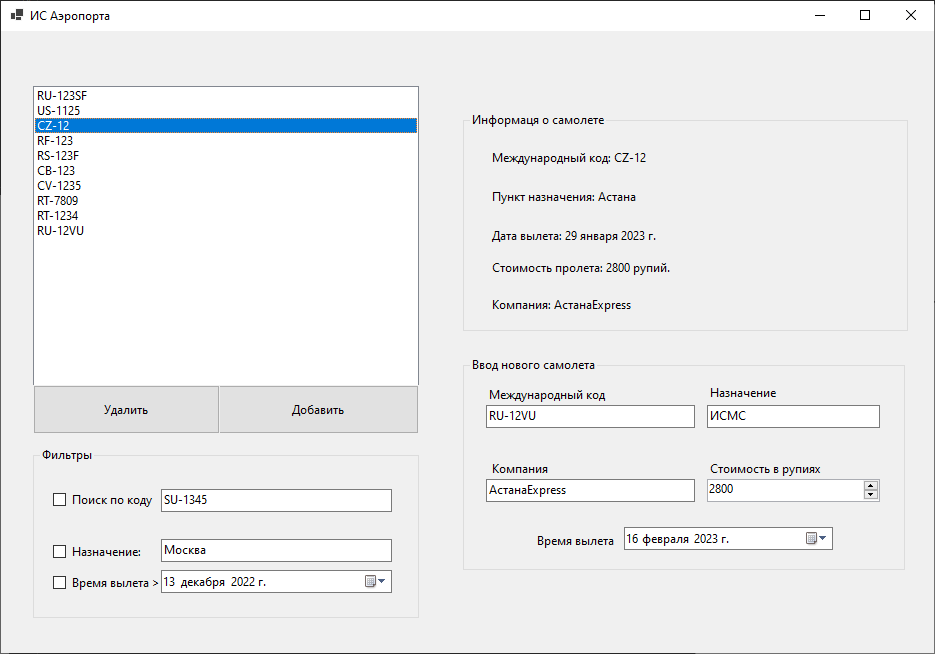 ИС Аэропорта
RU-123SF
US-1125
CZ-12
RF-123
RS-123F
CB-123
CV-1235
RT-7809
RT-1234
RU-12VU
Удалить
Добавить
Фильтры
Поиск по коду
SU-1345
Назначение:
Москва
Время вылета >
13 декабря 2022 г.
Информаця о самолете
Международный код: CZ-12
Пункт назначения: Астана
Дата вылета: 29 января 2023 г.
Стоимость пролета: 2800 рупий.
Компания: АстанаExpress
Ввод нового самолета
Международный код
Назначение
RU-12VU
ИСМС
Компания
Стоимость в рупиях
АстанаExpress
2800
Время вылета
16 февраля 2023 г.